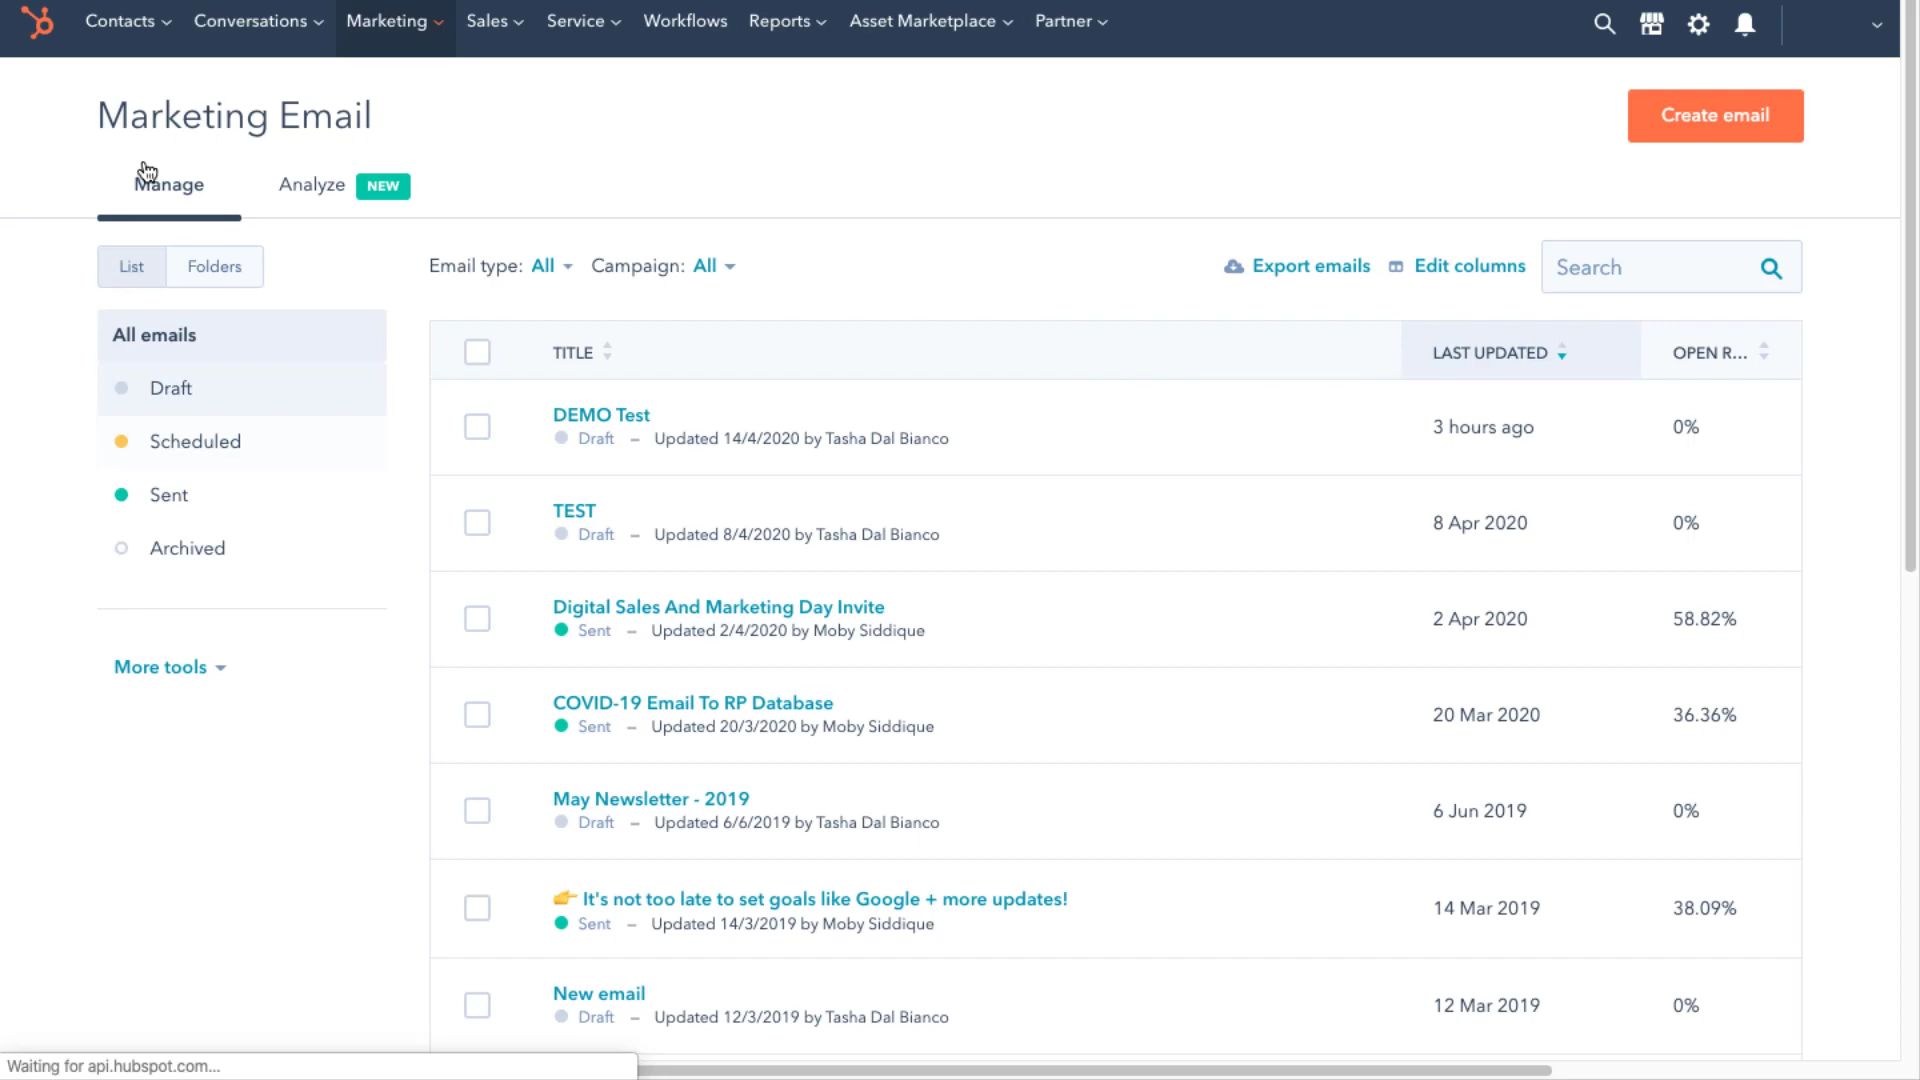 Contacts Conversations Marketing Sales Service Workflows Reports Asset Marketplace Partner
Marketing Email
Create email
Manage Analyze NEW
List Folders
Email type: All Campaign: All Export emails Edit columns Search
All emails
Draft
Scheduled
Sent
Archived
More tools
TITLE LAST UPDATED OPEN R...
DEMO Test
Draft – Updated 14/4/2020 by Tasha Dal Bianco
3 hours ago 0%
TEST
Draft – Updated 8/4/2020 by Tasha Dal Bianco
8 Apr 2020 0%
Digital Sales And Marketing Day Invite
Sent – Updated 2/4/2020 by Moby Siddique
2 Apr 2020 58.82%
COVID-19 Email To RP Database
Sent – Updated 20/3/2020 by Moby Siddique
20 Mar 2020 36.36%
May Newsletter - 2019
Draft – Updated 6/6/2019 by Tasha Dal Bianco
6 Jun 2019 0%
👉 It's not too late to set goals like Google + more updates!
Sent – Updated 14/3/2019 by Moby Siddique
14 Mar 2019 38.09%
New email
Draft – Updated 12/3/2019 by Tasha Dal Bianco
12 Mar 2019 0%
Waiting for api.hubspot.com...